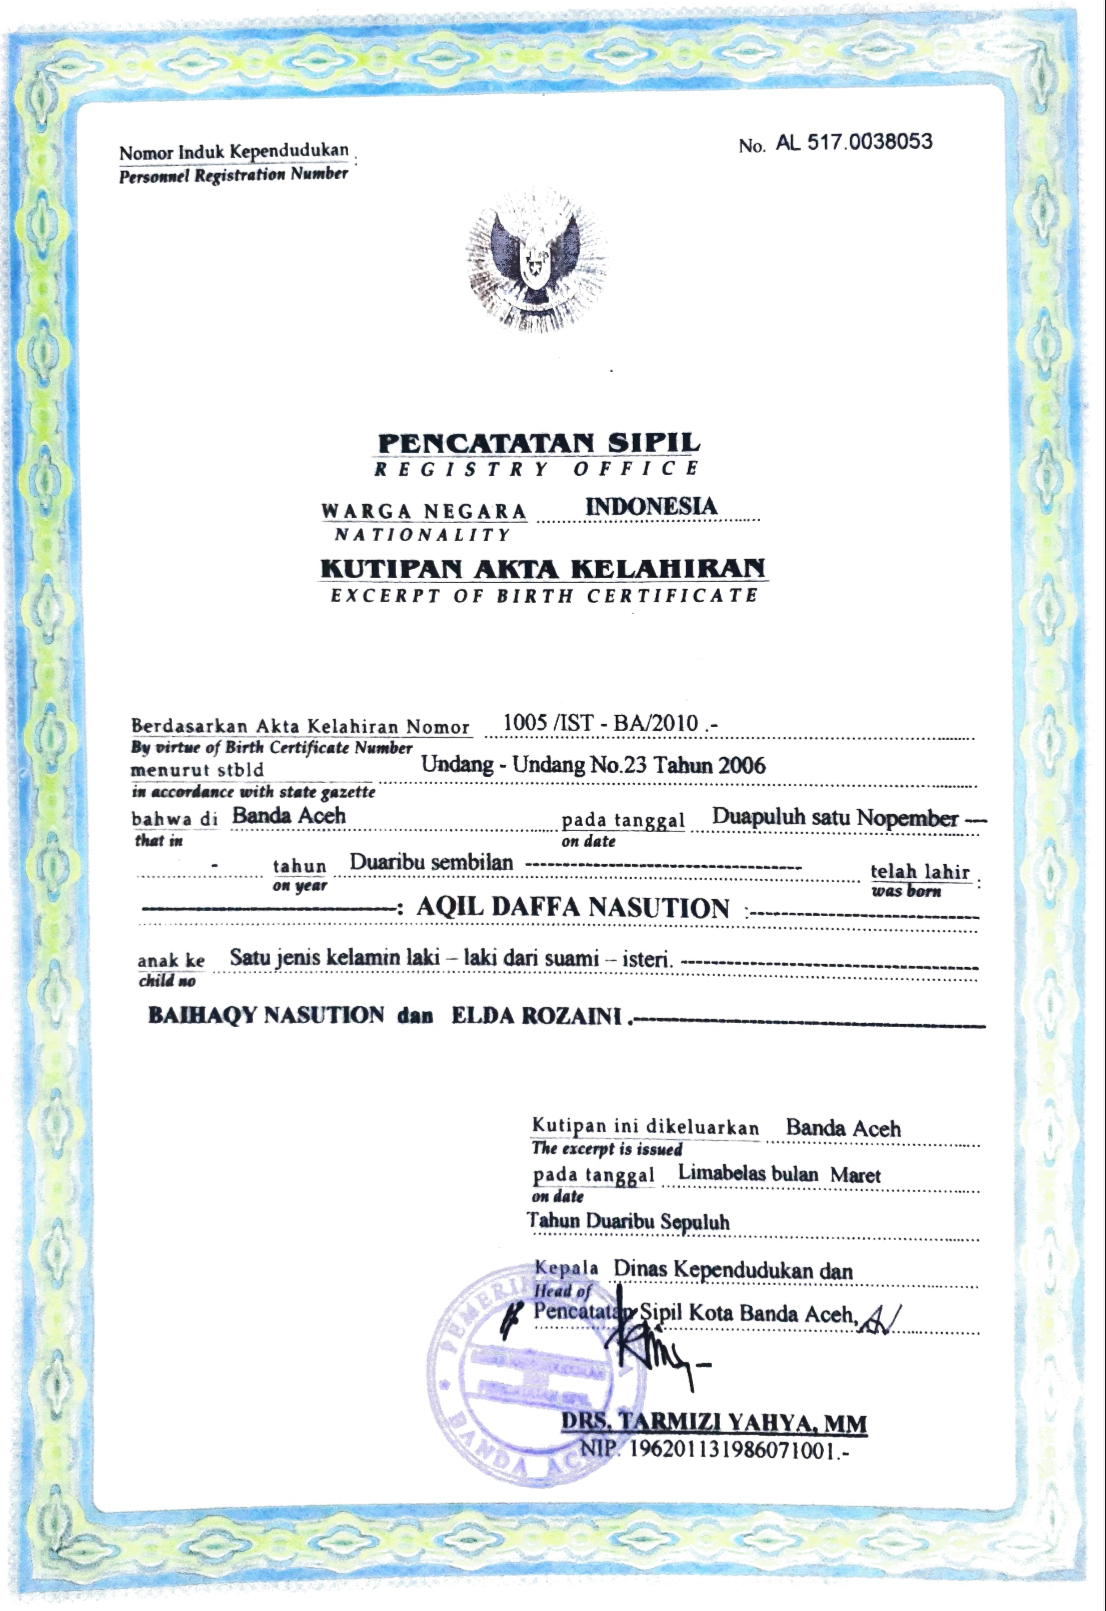 Nomor Induk Kependudukan :
Personnel Registration Number
No. AL 517.0038053
PENCATATAN SIPIL
REGISTRY OFFICE
WARGA NEGARA INDONESIA
NATIONALITY
KUTIPAN AKTA KELAHIRAN
EXCERPT OF BIRTH CERTIFICATE
Berdasarkan Akta Kelahiran Nomor 1005 /IST - BA/2010 .-
By virtue of Birth Certificate Number
menurut stbld Undang - Undang No.23 Tahun 2006
in accordance with state gazette
bahwa di Banda Aceh pada tanggal Duapuluh satu Nopember ---
that in on date
- tahun Duaribu sembilan --- telah lahir :
on year was born
---: AQIL DAFFA NASUTION :---
anak ke Satu jenis kelamin laki – laki dari suami – isteri. ---
child no
BAIHAQY NASUTION dan ELDA ROZAINI .---
Kutipan ini dikeluarkan Banda Aceh
The excerpt is issued
pada tanggal Limabelas bulan Maret
on date
Tahun Duaribu Sepuluh
Kepala Dinas Kependudukan dan
Head of
Pencatatan Sipil Kota Banda Aceh,
BANDA ACEH
DRS. TARMIZI YAHYA, MM
NIP. 196201131986071001.-